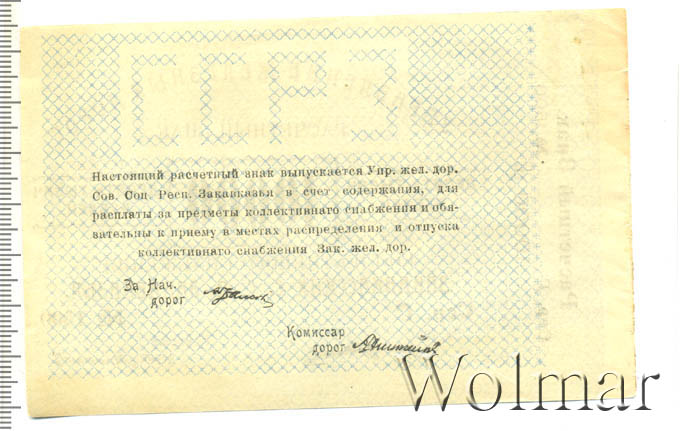 Настоящий расчетный знак выпускается Упр. жел. дор.
Сов. Соц. Респ. Закавказья в счет содержания, для
расплаты за предметы коллективнаго снабжения и обя-
зательны к приему в местах распределения и отпуска
коллективнаго снабжения Зак. жел. дор.
За Нач.
дорог
Комиссар
дорог
Wolmar